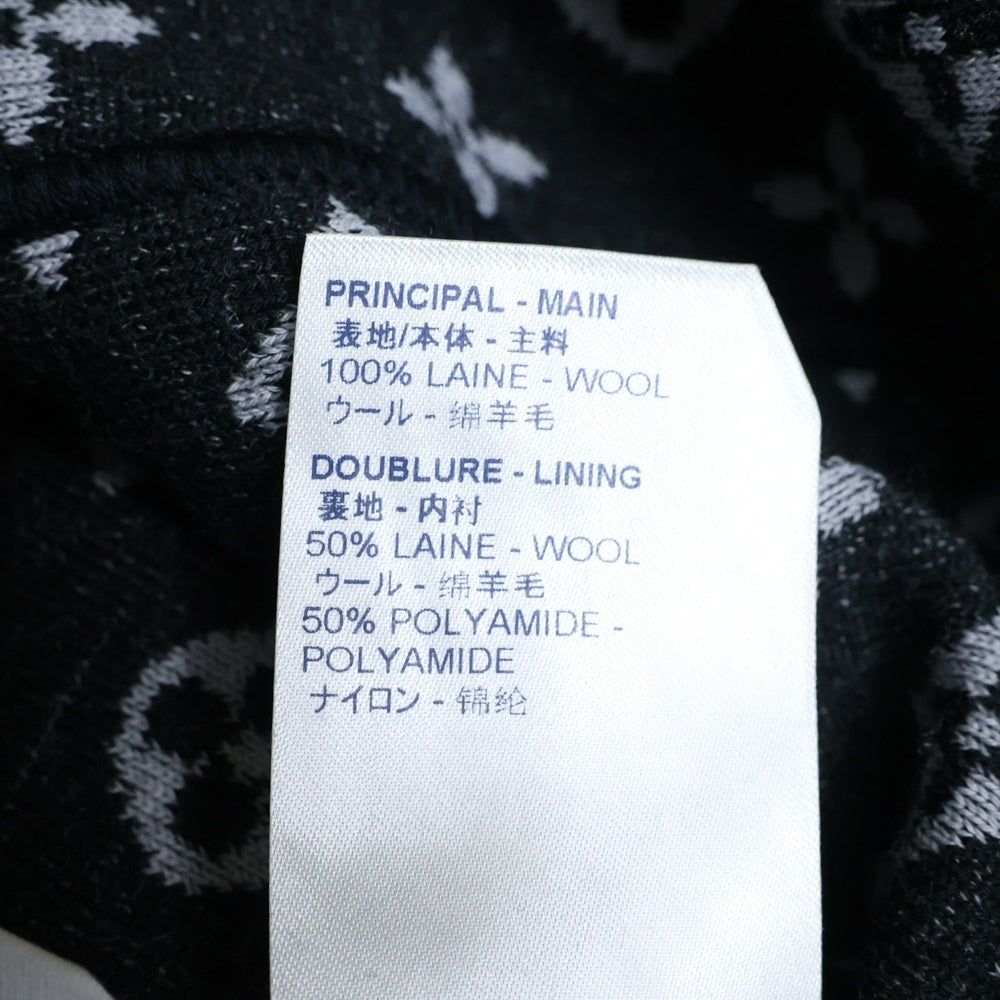 PRINCIPAL - MAIN
表地/本体 - 主料
100% LAINE - WOOL
ウール - 绵羊毛
DOUBLURE - LINING
裏地 - 内衬
50% LAINE - WOOL
ウール - 绵羊毛
50% POLYAMIDE -
POLYAMIDE
ナイロン - 锦纶